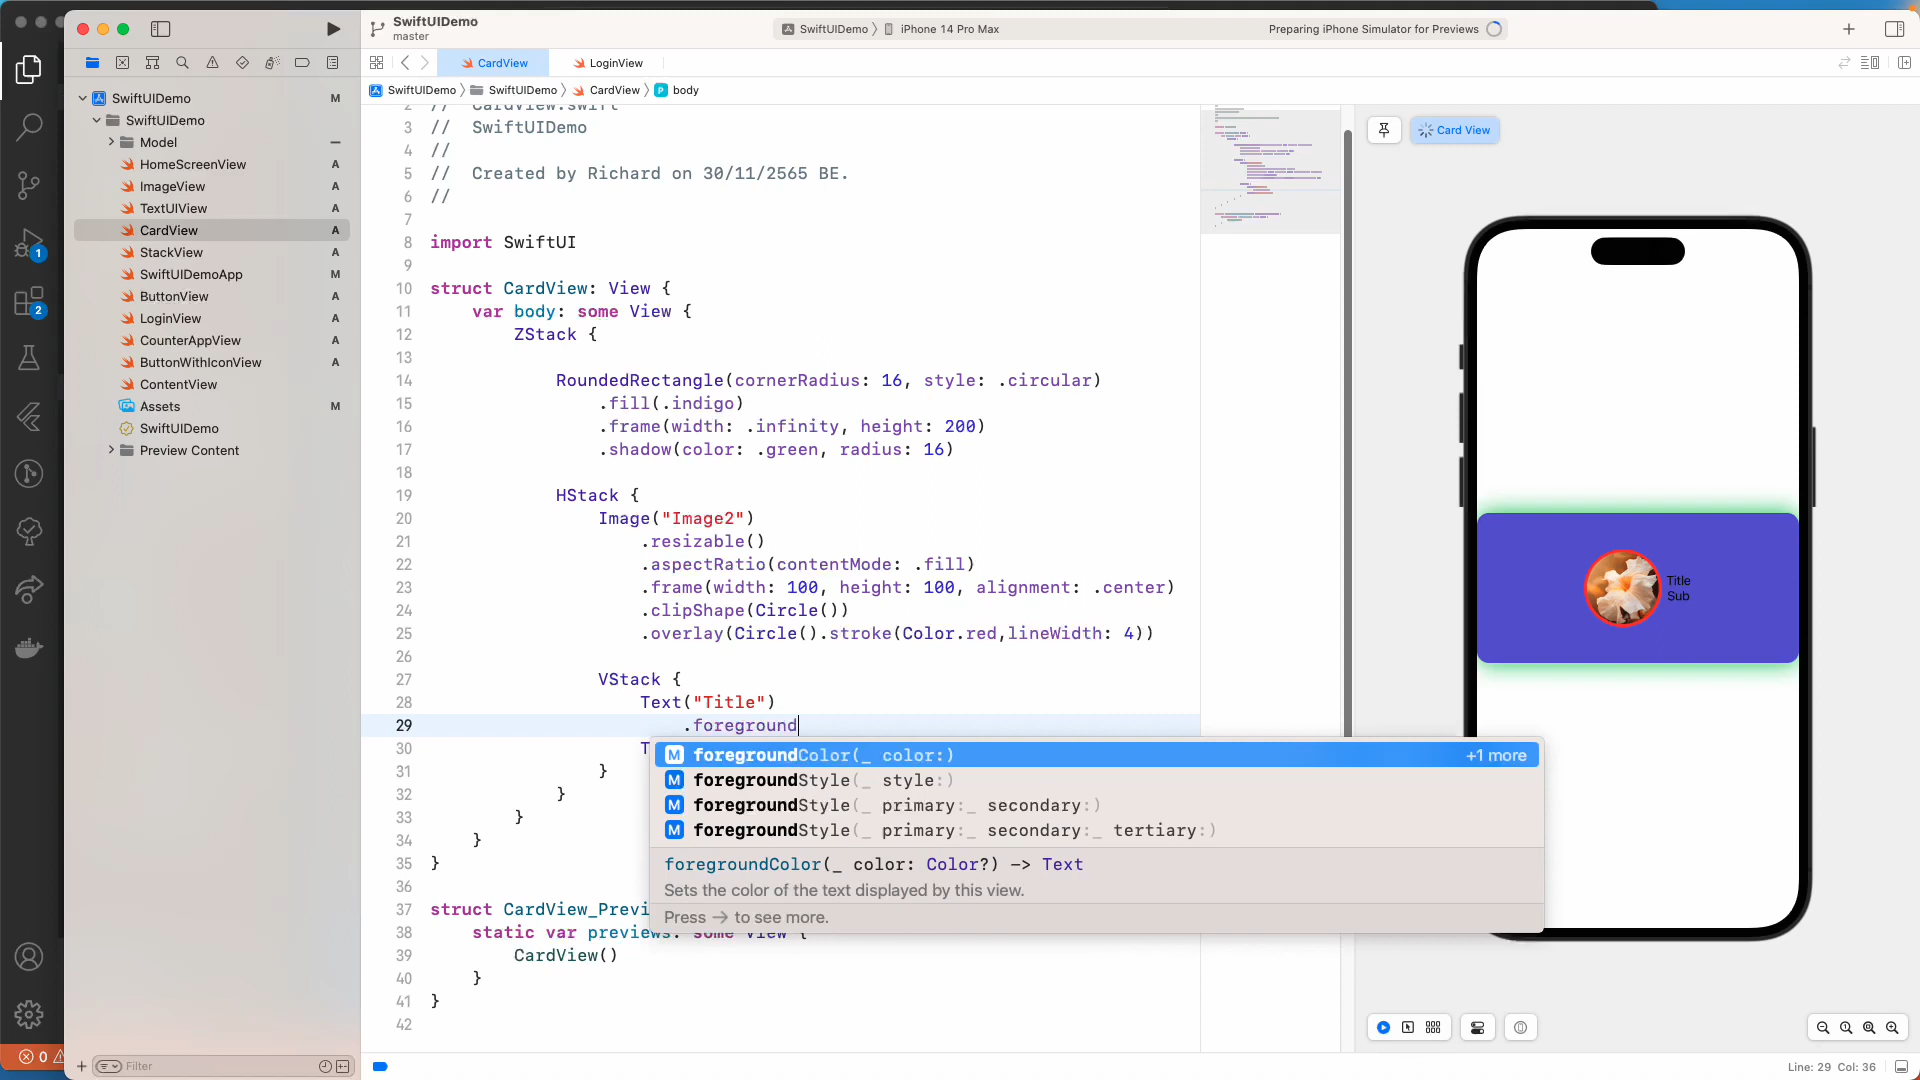 SwiftUIDemo
master
SwiftUIDemo
iPhone 14 Pro Max
Preparing iPhone Simulator for Previews
CardView
LoginView
SwiftUIDemo
SwiftUIDemo
CardView
P body
SwiftUIDemo M
SwiftUIDemo
Model
HomeScreenView A
ImageView A
TextUIView A
CardView A
StackView A
SwiftUIDemoApp M
ButtonView A
LoginView A
CounterAppView A
ButtonWithIconView A
ContentView
Assets M
SwiftUIDemo
Preview Content
1
2
0
Filter
2 // CardView.swift
3 // SwiftUIDemo
4 //
5 // Created by Richard on 30/11/2565 BE.
6 //
7
8 import SwiftUI
9
10 struct CardView: View {
11 var body: some View {
12 ZStack {
13
14 RoundedRectangle(cornerRadius: 16, style: .circular)
15 .fill(.indigo)
16 .frame(width: .infinity, height: 200)
17 .shadow(color: .green, radius: 16)
18
19 HStack {
20 Image("Image2")
21 .resizable()
22 .aspectRatio(contentMode: .fill)
23 .frame(width: 100, height: 100, alignment: .center)
24 .clipShape(Circle())
25 .overlay(Circle().stroke(Color.red,lineWidth: 4))
26
27 VStack {
28 Text("Title")
29 .foreground
30 T
31 }
32 }
33 }
34 }
35 }
36
37 struct CardView_Previ
38 static var previews: some View {
39 CardView()
40 }
41 }
42
M foregroundColor(_ color:) +1 more
M foregroundStyle(_ style:)
M foregroundStyle(_ primary:_ secondary:)
M foregroundStyle(_ primary:_ secondary:_ tertiary:)
foregroundColor(_ color: Color?) -> Text
Sets the color of the text displayed by this view.
Press → to see more.
Card View
Title
Sub
Line: 29 Col: 36